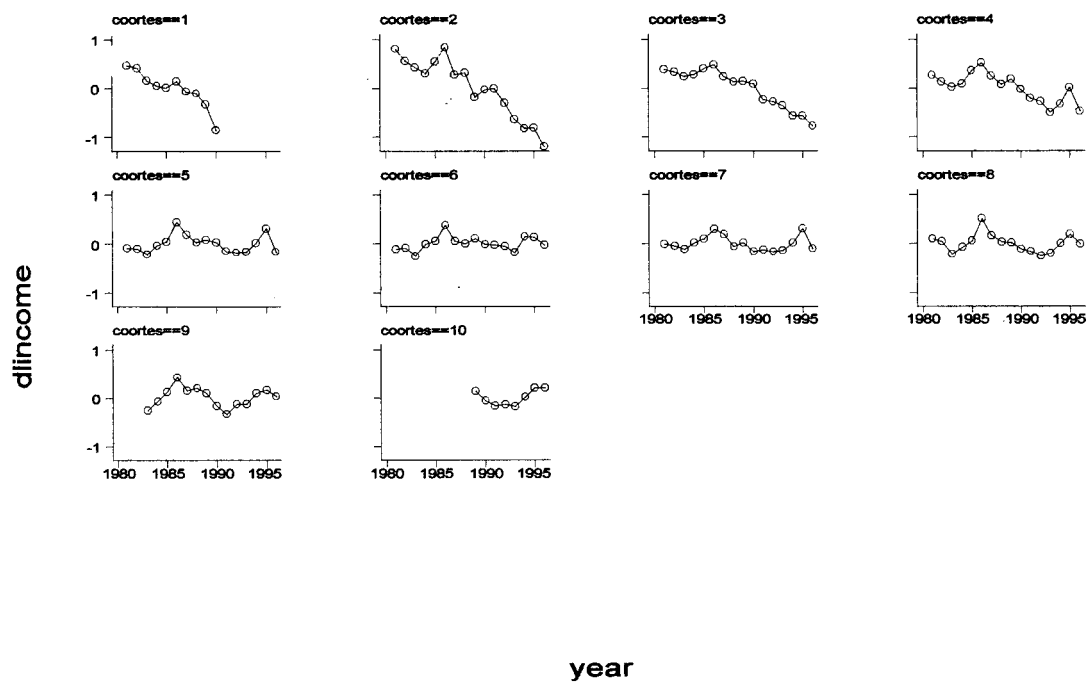 coortes==1 coortes==2 coortes==3 coortes==4
1
0
-1
coortes==5 coortes==6 coortes==7 coortes==8
1
0
-1
1980 1985 1990 1995 1980 1985 1990 1995
coortes==9 coortes==10
1
0
-1
1980 1985 1990 1995 1980 1985 1990 1995
dlincome
year